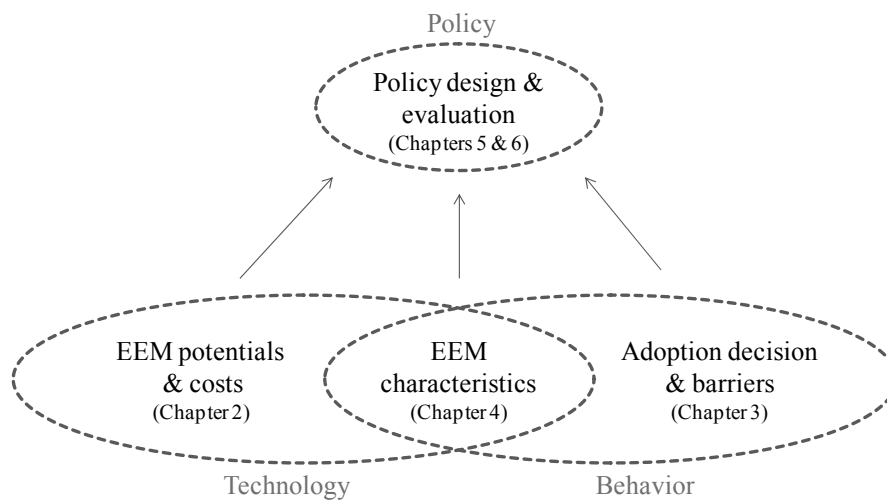 Policy
Policy design &
evaluation
(Chapters 5 & 6)
EEM potentials
& costs
(Chapter 2)
EEM
characteristics
(Chapter 4)
Adoption decision
& barriers
(Chapter 3)
Technology
Behavior